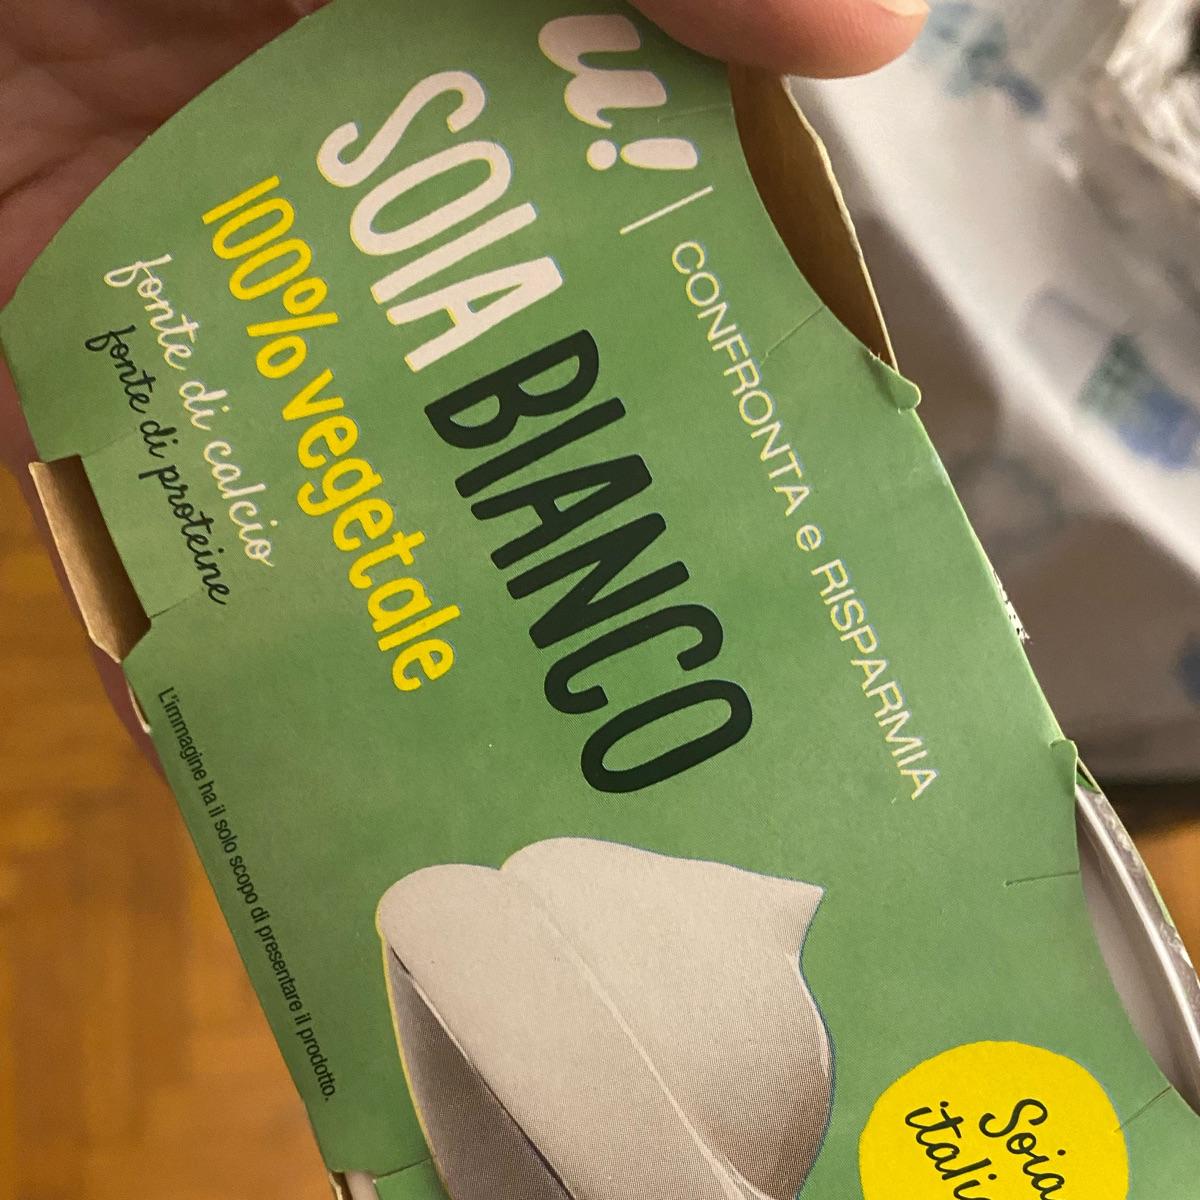 u! | CONFRONTA e RISPARMIA
SOIA BIANCO
100% vegetale
fonte di calcio
fonte di proteine
L'immagine ha il solo scopo di presentare il prodotto.
Soia